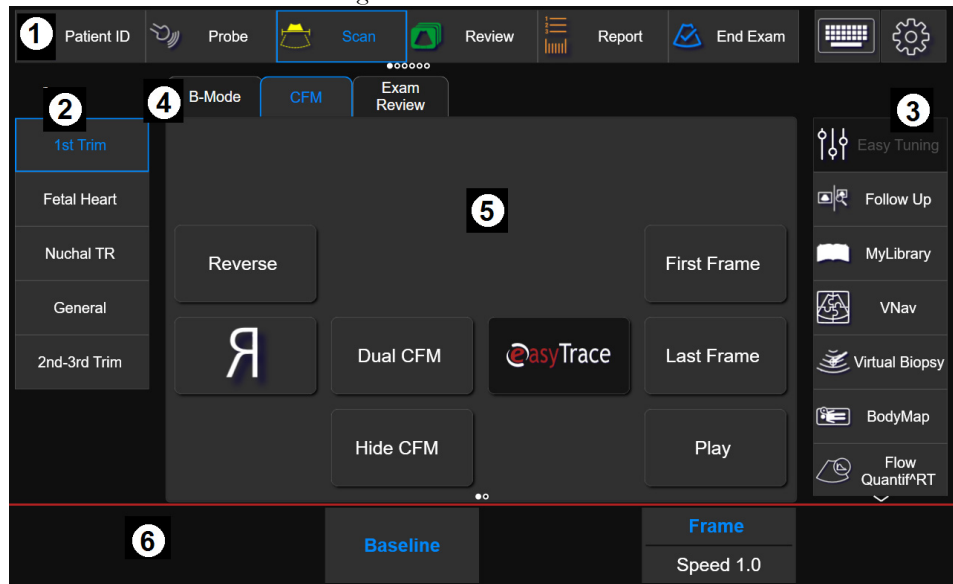 1 Patient ID Probe Scan Review Report End Exam
2
1st Trim
Fetal Heart
Nuchal TR
General
2nd-3rd Trim
4 B-Mode CFM Exam
Review
5
Reverse First Frame
Я Dual CFM easyTrace Last Frame
Hide CFM Play
3
Easy Tuning
Follow Up
MyLibrary
VNav
Virtual Biopsy
BodyMap
Flow
Quantif^RT
6 Baseline Frame
Speed 1.0